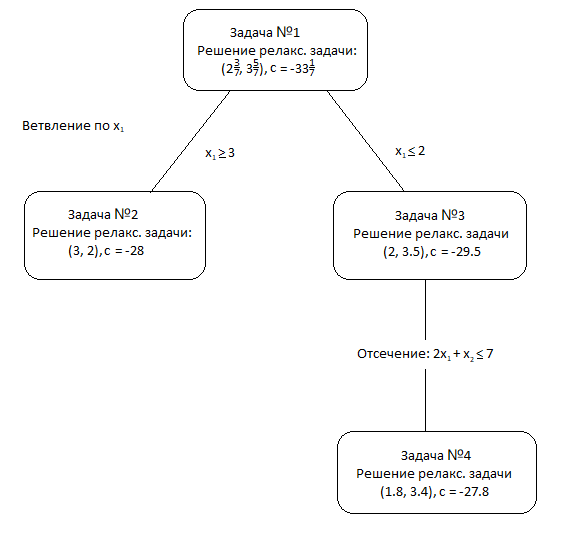 Задача №1
Решение релакс. задачи:
(2 3/7, 3 5/7), c = -33 1/7
Ветвление по x₁
x₁ ≥ 3
x₁ ≤ 2
Задача №2
Решение релакс. задачи:
(3, 2), c = -28
Задача №3
Решение релакс. задачи
(2, 3.5), c = -29.5
Отсечение: 2x₁ + x₂ ≤ 7
Задача №4
Решение релакс. задачи
(1.8, 3.4), c = -27.8